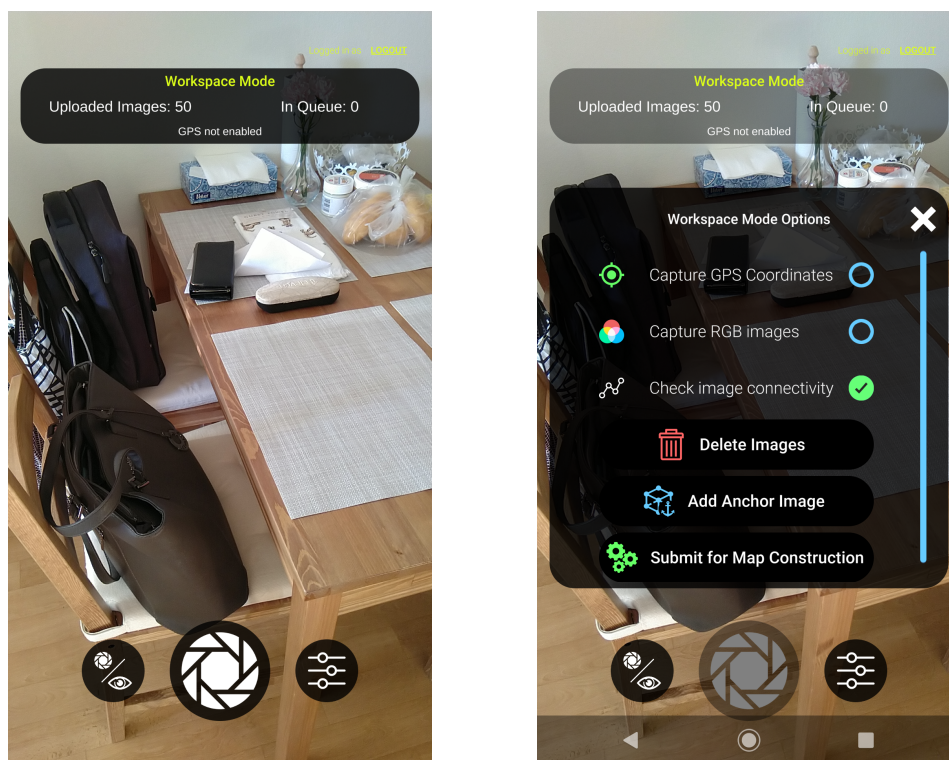 Logged in as LOGOUT
Workspace Mode
Uploaded Images: 50 In Queue: 0
GPS not enabled
Logged in as LOGOUT
Workspace Mode
Uploaded Images: 50 In Queue: 0
GPS not enabled
Workspace Mode Options
Capture GPS Coordinates
Capture RGB images
Check image connectivity
Delete Images
Add Anchor Image
Submit for Map Construction